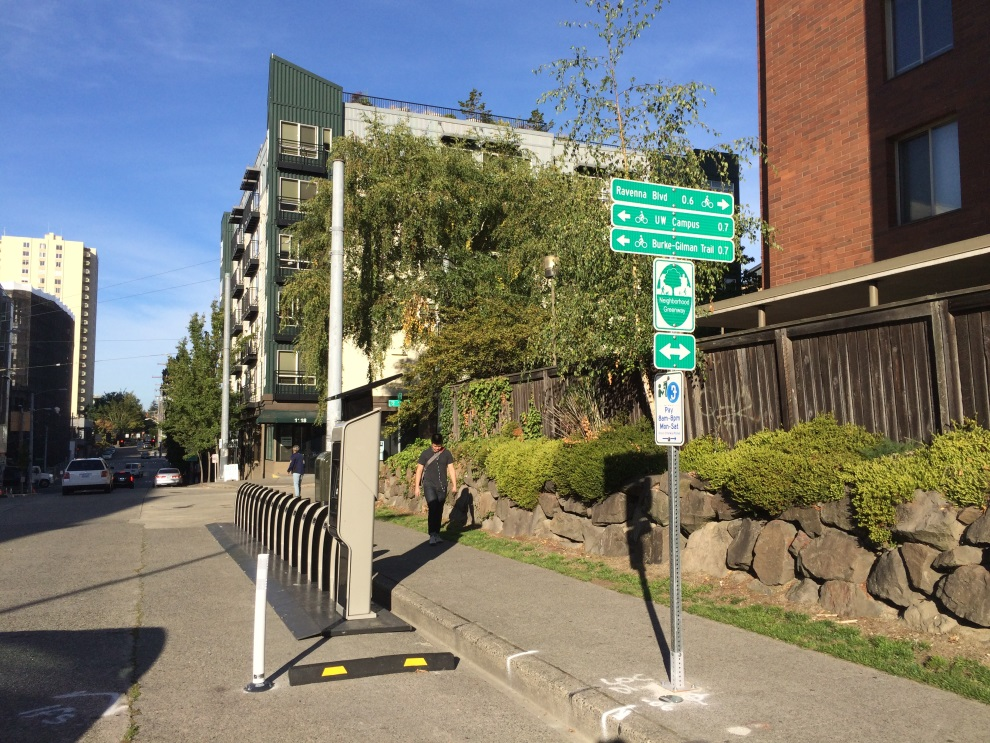 Ravenna Blvd 0.6
UW Campus 0.7
Burke-Gilman Trail 0.7
Neighborhood
Greenway
3
Pay
8am-8pm
Mon-Sat